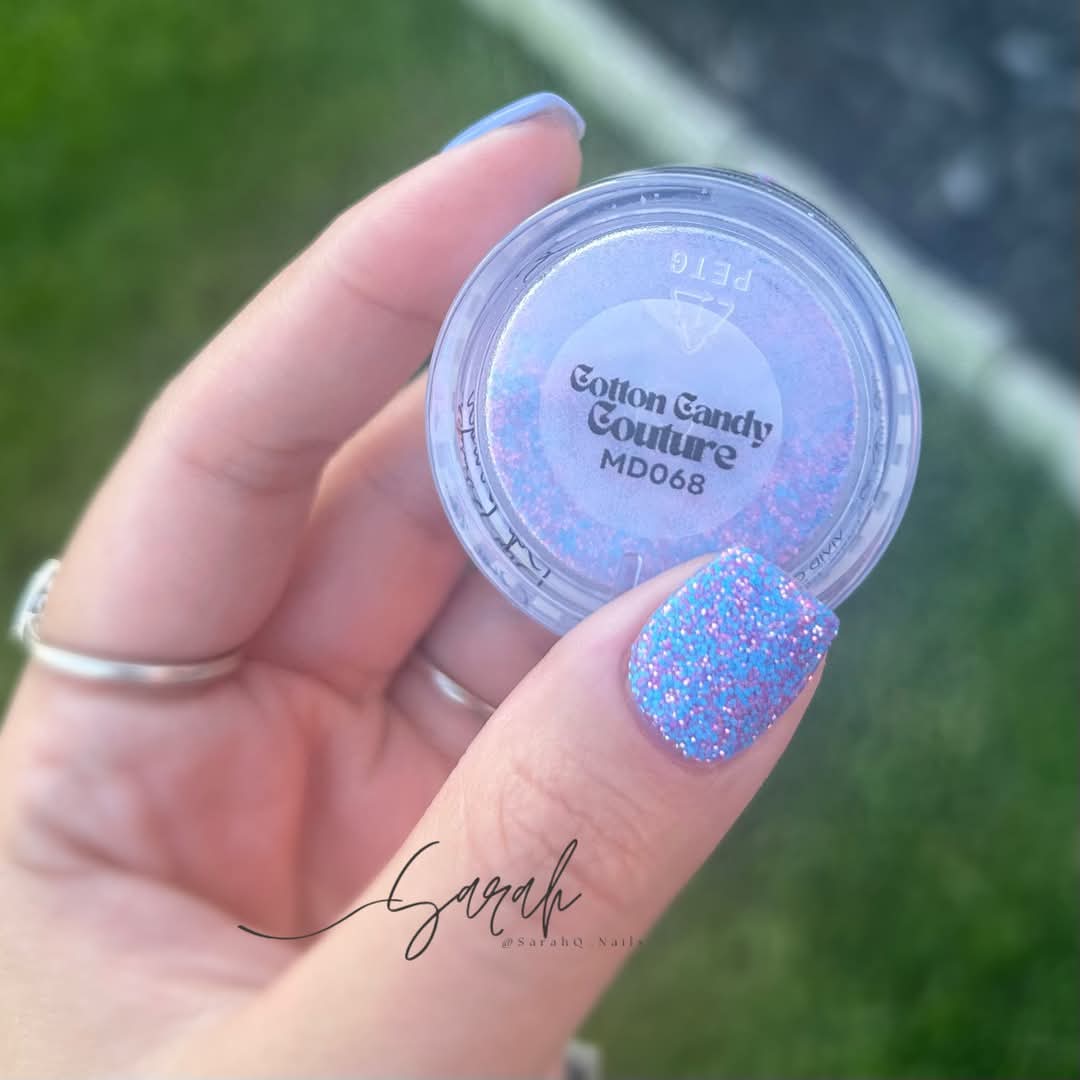 PETG
Cotton Candy
Couture
MD068
Sarah
@SarahQ_Nails